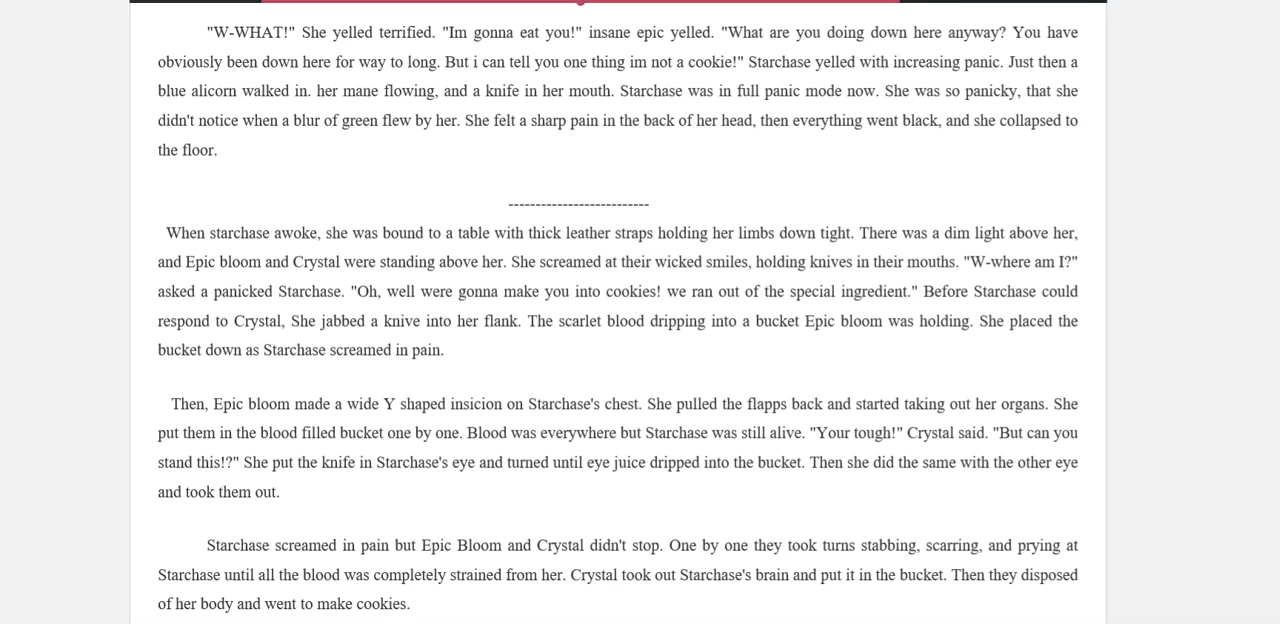 "W-WHAT!" She yelled terrified. "Im gonna eat you!" insane epic yelled. "What are you doing down here anyway? You have
obviously been down here for way to long. But i can tell you one thing im not a cookie!" Starchase yelled with increasing panic. Just then a
blue alicorn walked in. her mane flowing, and a knife in her mouth. Starchase was in full panic mode now. She was so panicky, that she
didn't notice when a blur of green flew by her. She felt a sharp pain in the back of her head, then everything went black, and she collapsed to
the floor.
--------------------------
When starchase awoke, she was bound to a table with thick leather straps holding her limbs down tight. There was a dim light above her,
and Epic bloom and Crystal were standing above her. She screamed at their wicked smiles, holding knives in their mouths. "W-where am I?"
asked a panicked Starchase. "Oh, well were gonna make you into cookies! we ran out of the special ingredient." Before Starchase could
respond to Crystal, She jabbed a knive into her flank. The scarlet blood dripping into a bucket Epic bloom was holding. She placed the
bucket down as Starchase screamed in pain.
Then, Epic bloom made a wide Y shaped insicion on Starchase's chest. She pulled the flapps back and started taking out her organs. She
put them in the blood filled bucket one by one. Blood was everywhere but Starchase was still alive. "Your tough!" Crystal said. "But can you
stand this!?" She put the knife in Starchase's eye and turned until eye juice dripped into the bucket. Then she did the same with the other eye
and took them out.
Starchase screamed in pain but Epic Bloom and Crystal didn't stop. One by one they took turns stabbing, scarring, and prying at
Starchase until all the blood was completely strained from her. Crystal took out Starchase's brain and put it in the bucket. Then they disposed
of her body and went to make cookies.